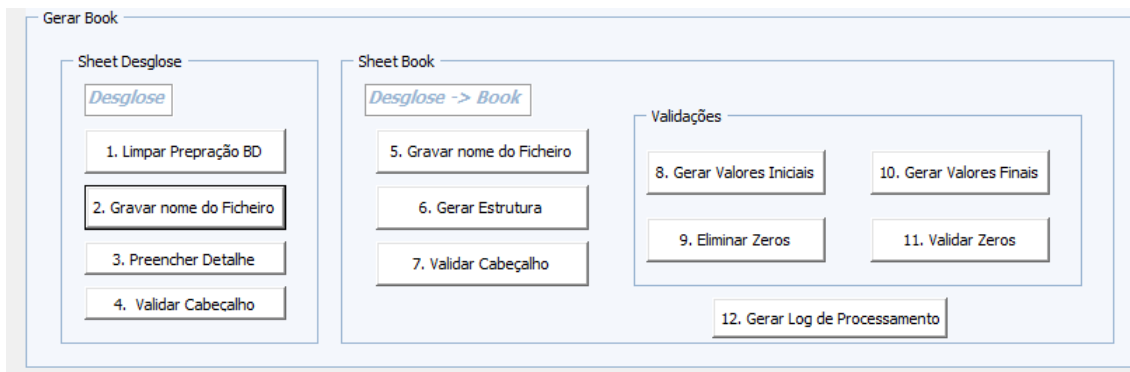 Gerar Book
Sheet Desglose
Desglose
1. Limpar Prepração BD
2. Gravar nome do Ficheiro
3. Preencher Detalhe
4. Validar Cabeçalho
Sheet Book
Desglose -> Book
5. Gravar nome do Ficheiro
6. Gerar Estrutura
7. Validar Cabeçalho
Validações
8. Gerar Valores Iniciais
10. Gerar Valores Finais
9. Eliminar Zeros
11. Validar Zeros
12. Gerar Log de Processamento